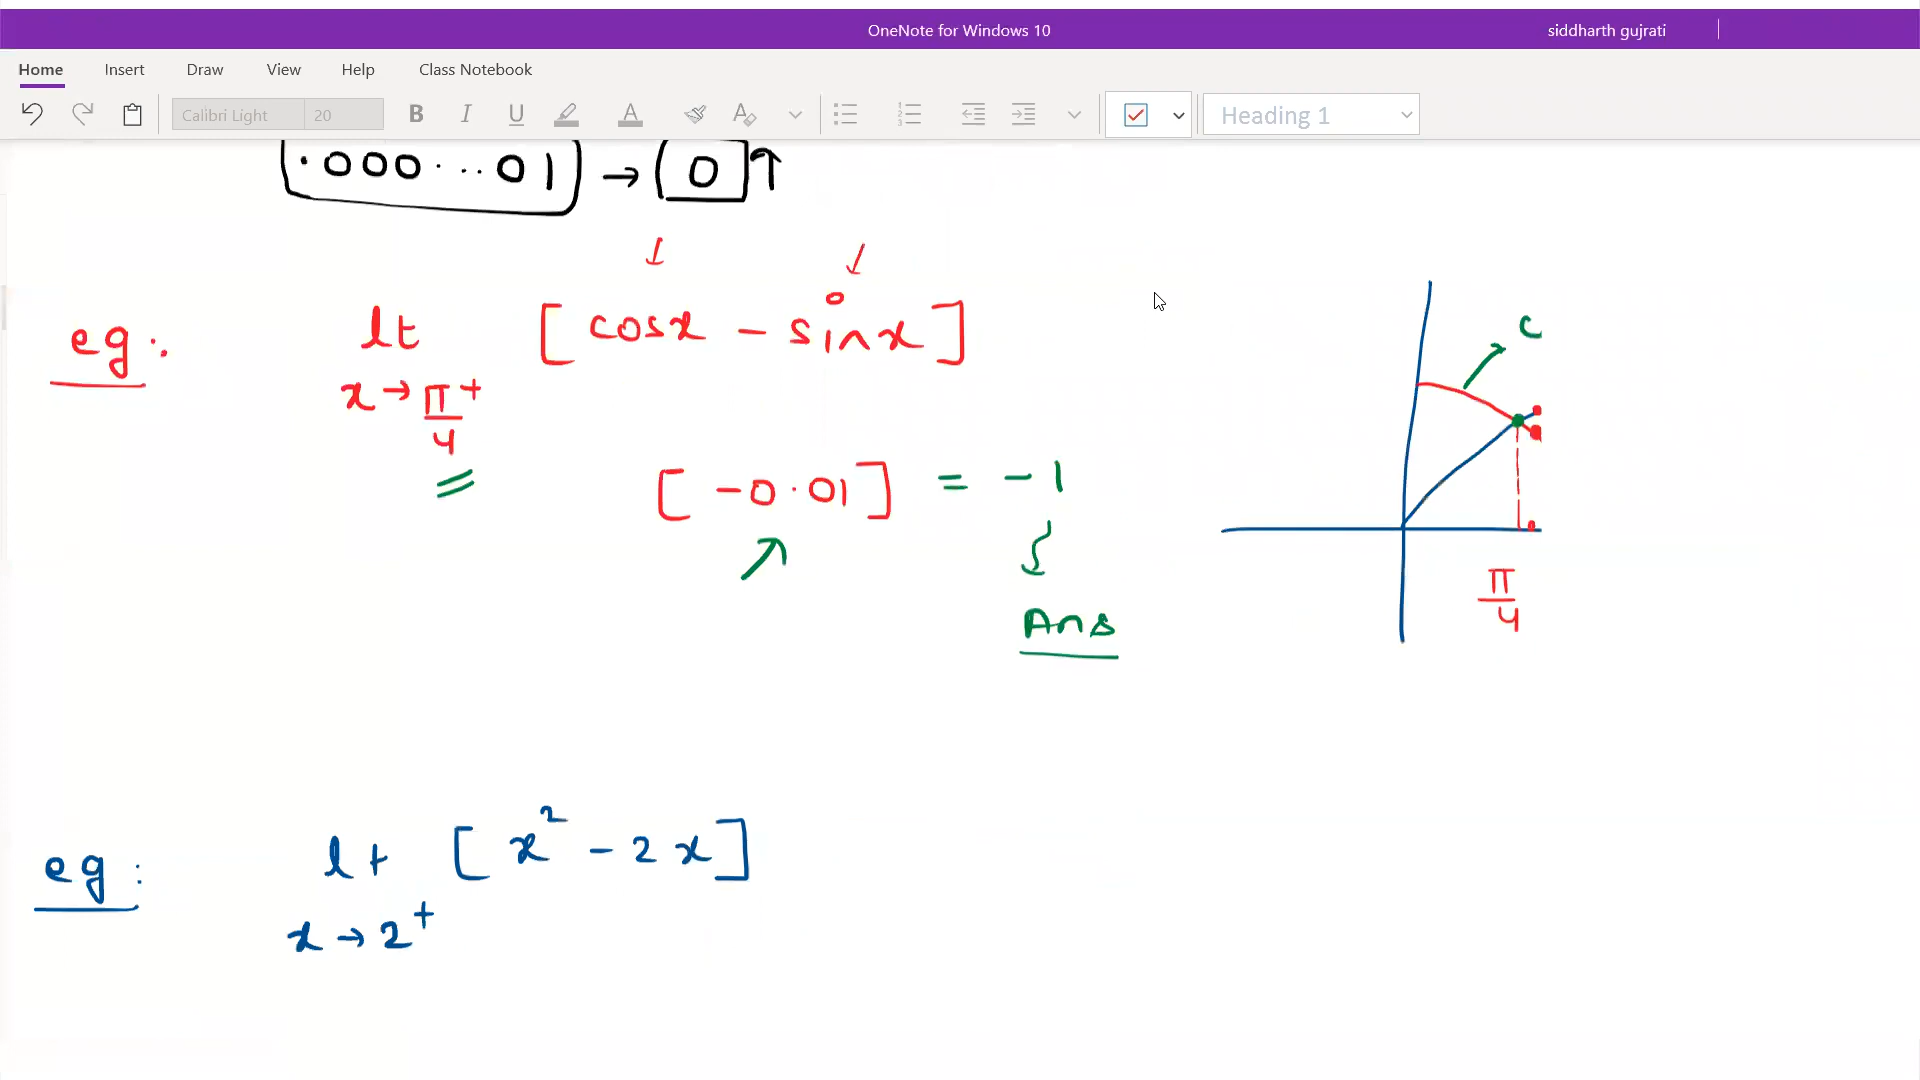 OneNote for Windows 10
siddharth gujrati
Home Insert Draw View Help Class Notebook
Calibri Light 20 B I U A Heading 1
.000...01 → 0 ↑
eg: lt [cosx - sinx]
x → π/4⁺
[-0.01] = -1
Ans
C
π/4
eg: lt [x² - 2x]
x → 2⁺